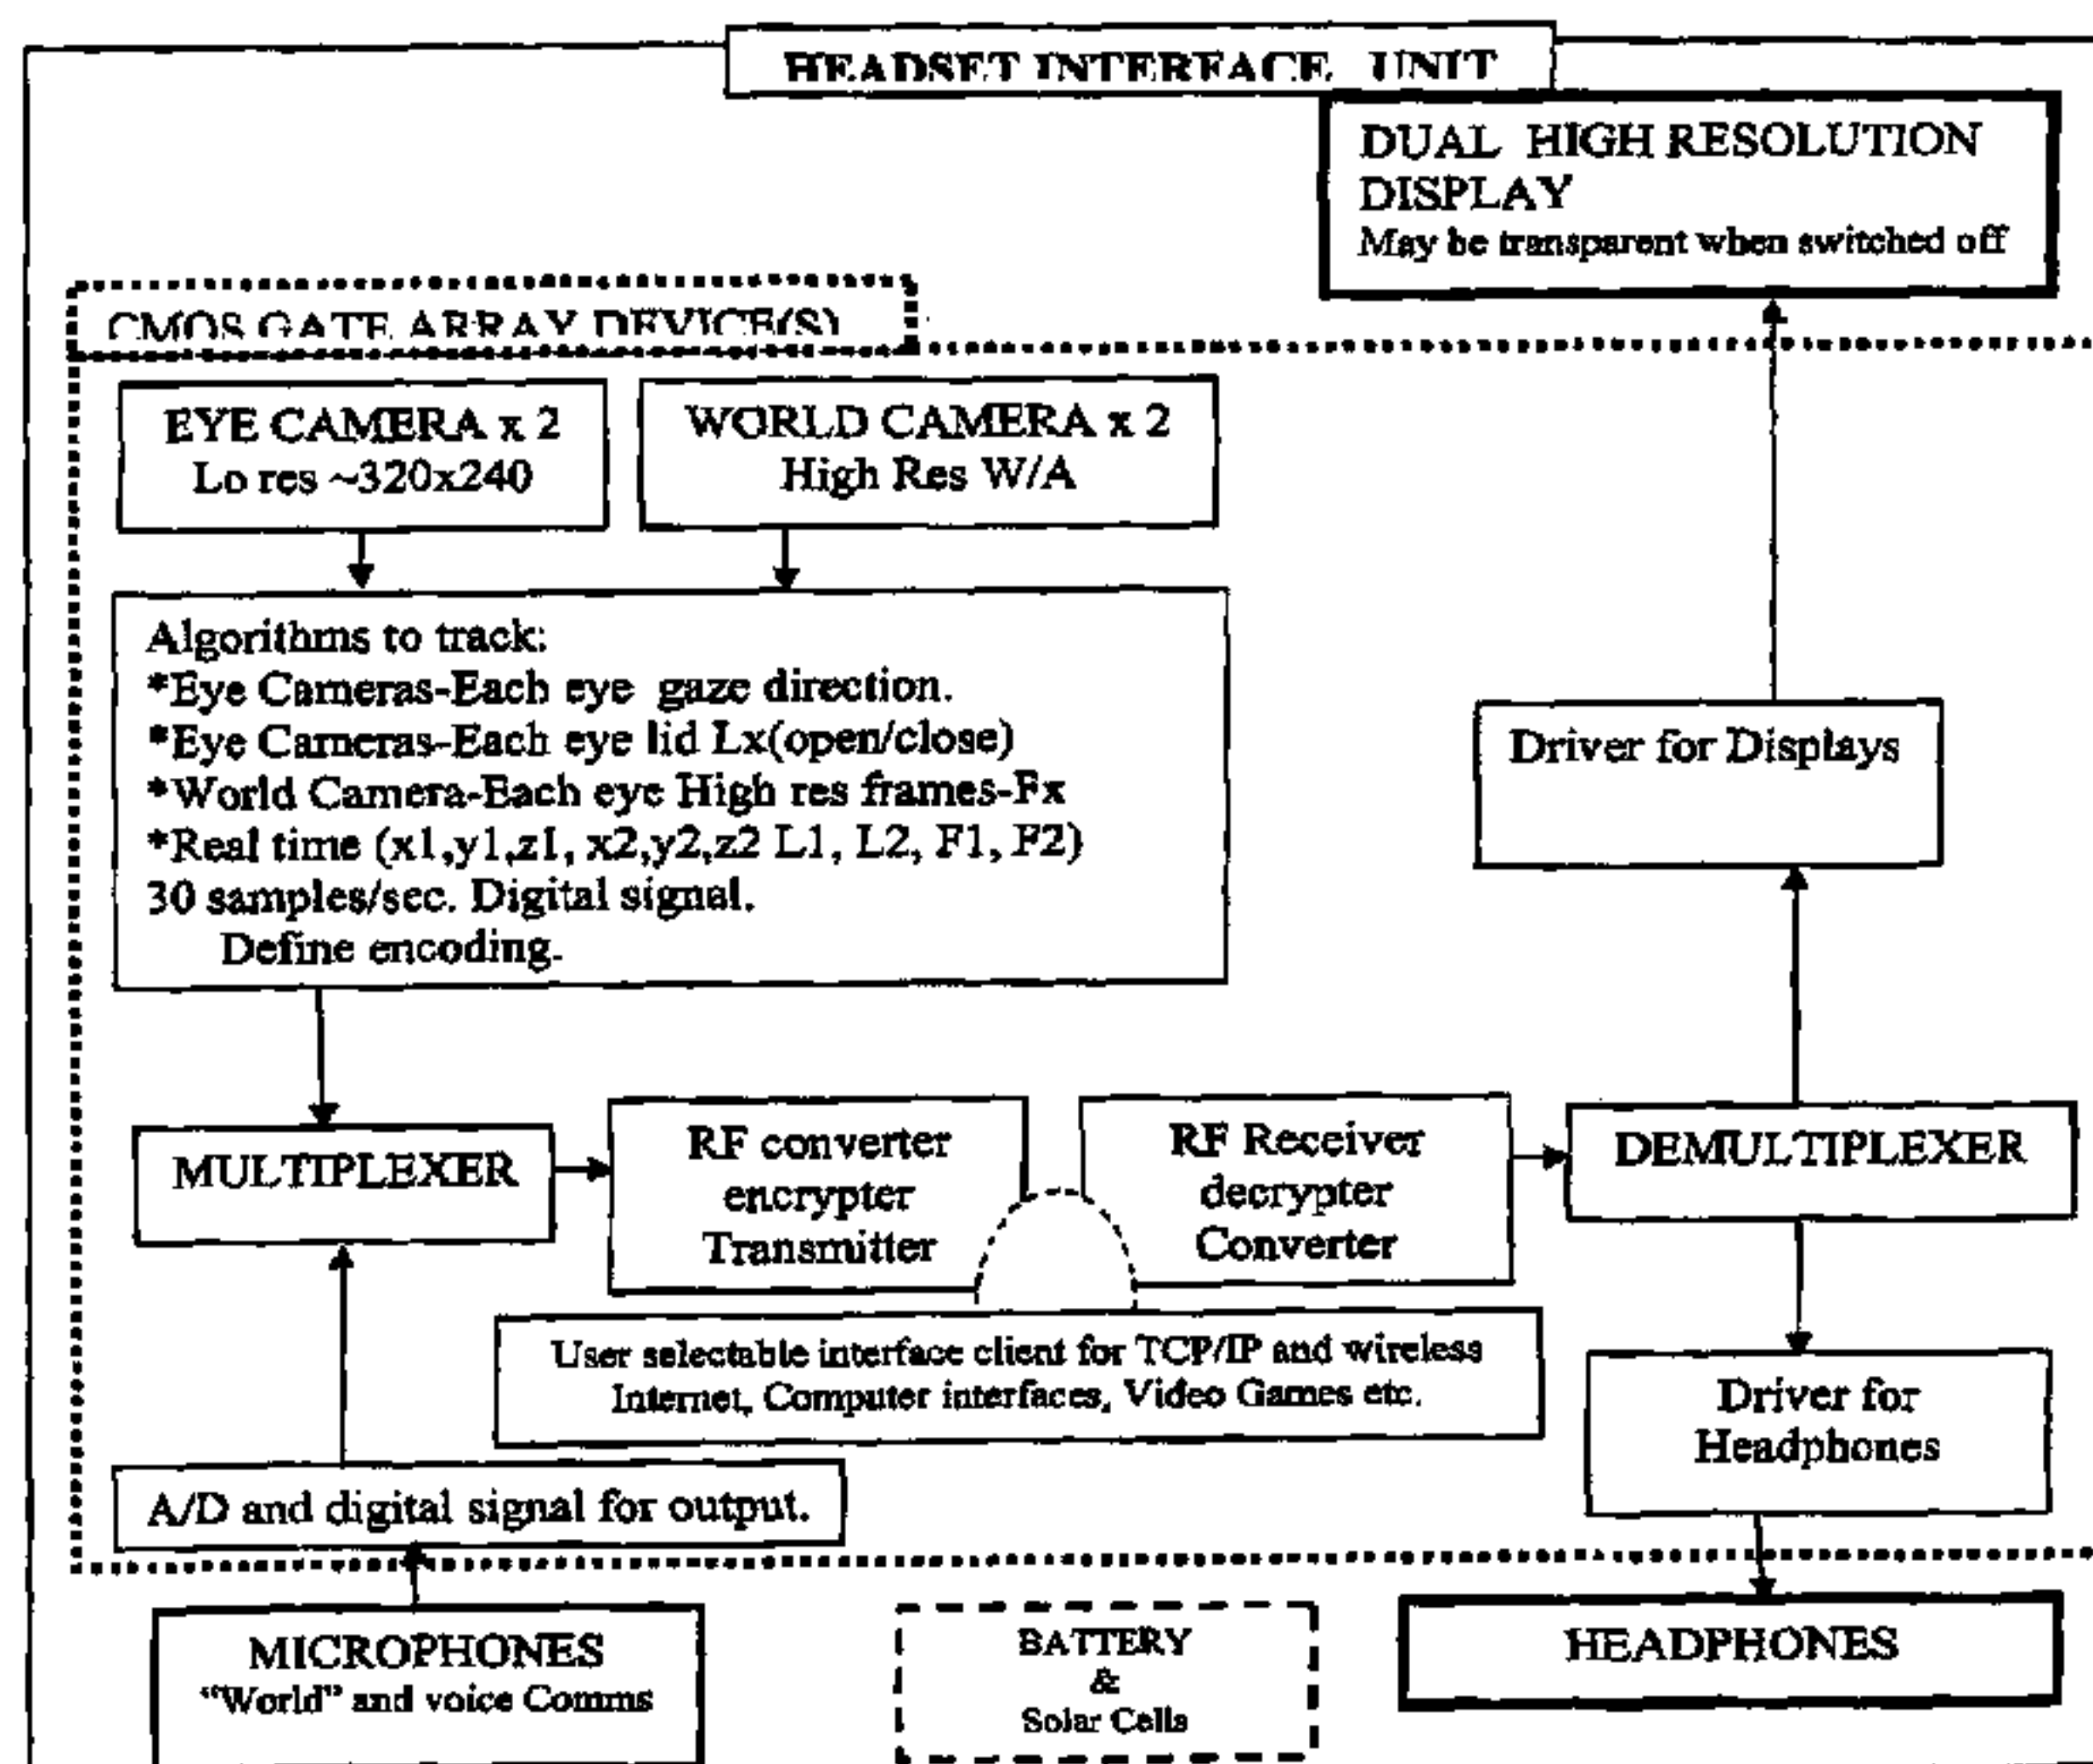 HEADSET INTERFACE UNIT
DUAL HIGH RESOLUTION
DISPLAY
May be transparent when switched off
CMOS GATE ARRAY DEVICE(S)
EYE CAMERA x 2
Lo res ~320x240
WORLD CAMERA x 2
High Res W/A
Algorithms to track:
*Eye Cameras-Each eye gaze direction.
*Eye Cameras-Each eye lid Lx(open/close)
*World Camera-Each eye High res frames-Fx
*Real time (x1,y1,z1, x2,y2,z2 L1, L2, F1, F2)
30 samples/sec. Digital signal.
Define encoding.
Driver for Displays
MULTIPLEXER
RF converter
encrypter
Transmitter
RF Receiver
decrypter
Converter
DEMULTIPLEXER
User selectable interface client for TCP/IP and wireless
Internet, Computer interfaces, Video Games etc.
Driver for
Headphones
A/D and digital signal for output.
MICROPHONES
"World" and voice Comms
BATTERY
&
Solar Cells
HEADPHONES